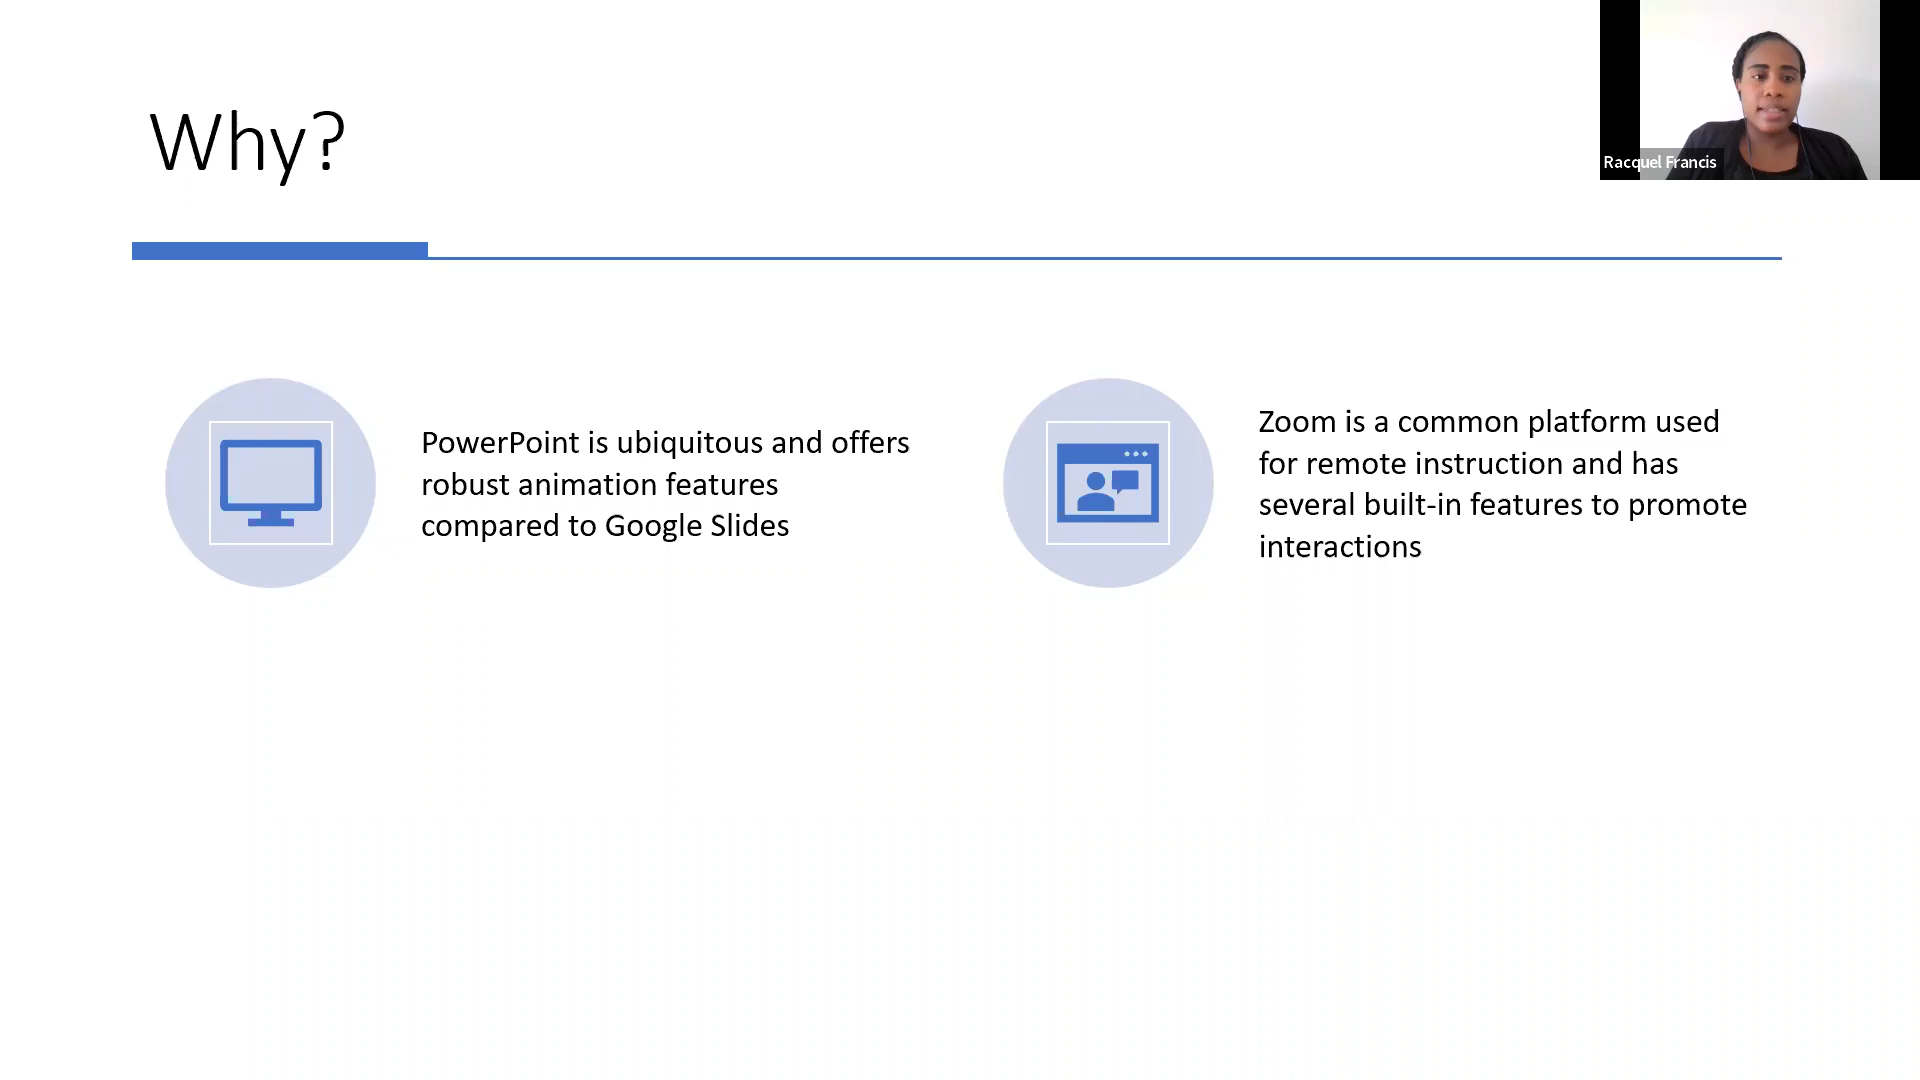 Why?
Racquel Francis
PowerPoint is ubiquitous and offers
robust animation features
compared to Google Slides
Zoom is a common platform used
for remote instruction and has
several built-in features to promote
interactions